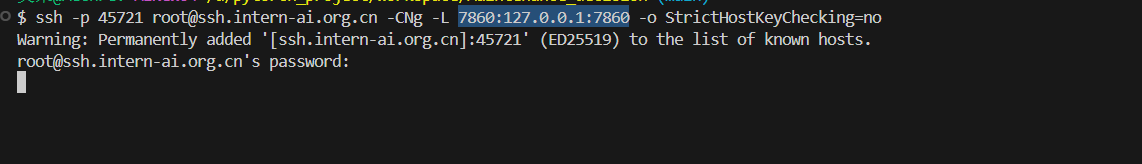 $ ssh -p 45721 root@ssh.intern-ai.org.cn -CNg -L 7860:127.0.0.1:7860 -o StrictHostKeyChecking=no
Warning: Permanently added '[ssh.intern-ai.org.cn]:45721' (ED25519) to the list of known hosts.
root@ssh.intern-ai.org.cn's password: